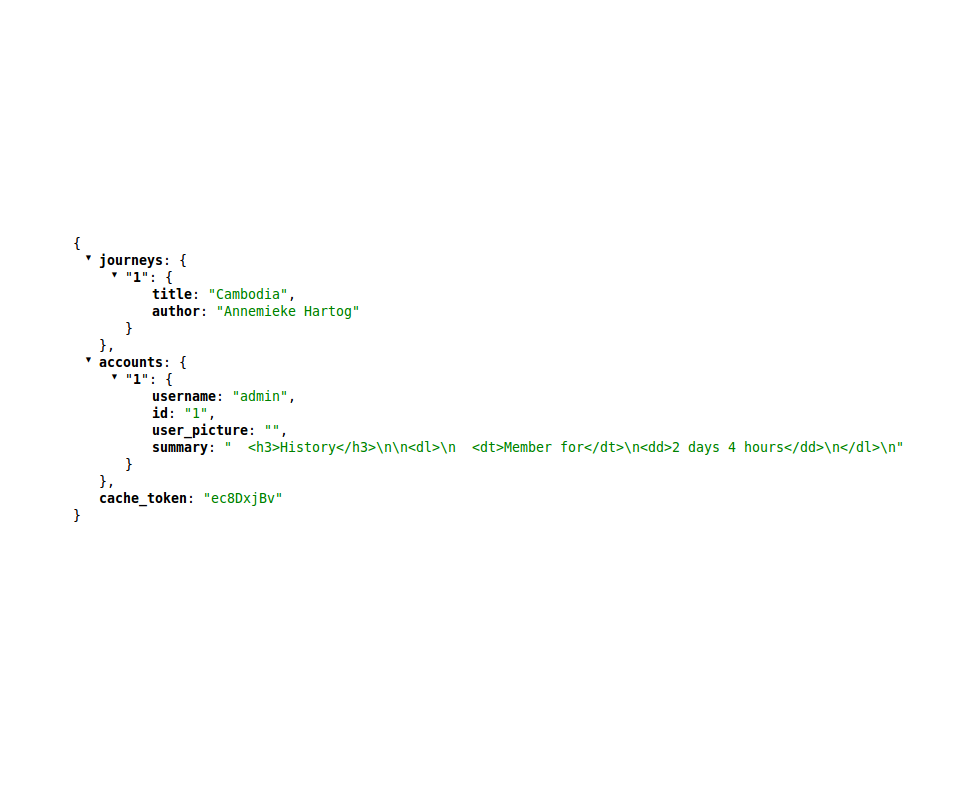 {
journeys: {
"1": {
title: "Cambodia",
author: "Annemieke Hartog"
}
},
accounts: {
"1": {
username: "admin",
id: "1",
user_picture: "",
summary: "  <h3>History</h3>\n\n<dl>\n  <dt>Member for</dt>\n<dd>2 days 4 hours</dd>\n</dl>\n"
}
},
cache_token: "ec8DxjBv"
}